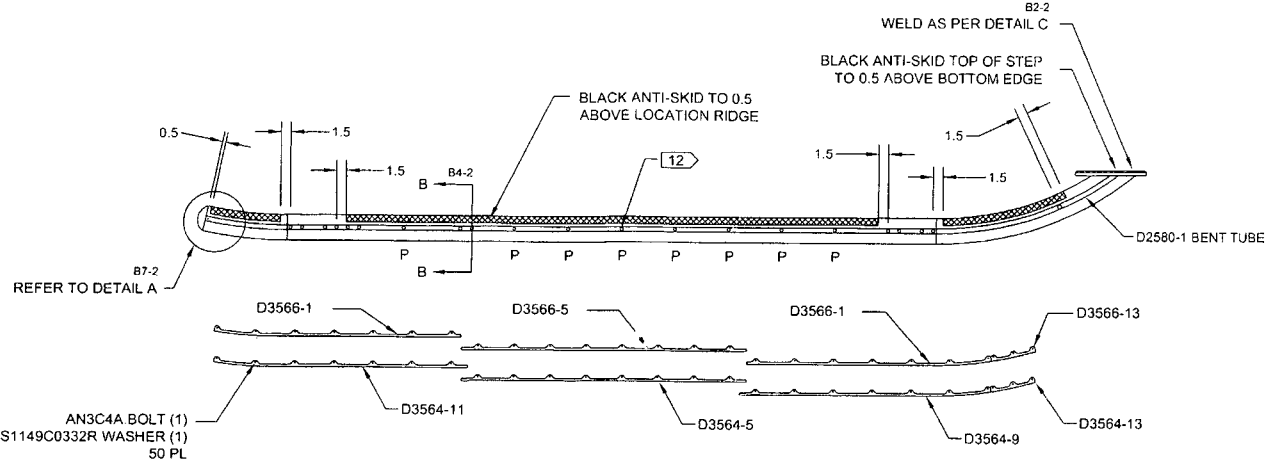 B2-2
WELD AS PER DETAIL C
BLACK ANTI-SKID TOP OF STEP
TO 0.5 ABOVE BOTTOM EDGE
BLACK ANTI-SKID TO 0.5
ABOVE LOCATION RIDGE
0.5
1.5
1.5
12
1.5
1.5
1.5
B
B4-2
D2580-1 BENT TUBE
P P P P P P P P
B
B7-2
REFER TO DETAIL A
D3566-1
D3566-5
D3566-1
D3566-13
AN3C4A BOLT (1)
S1149C0332R WASHER (1)
50 PL
D3564-11
D3564-5
D3564-9
D3564-13